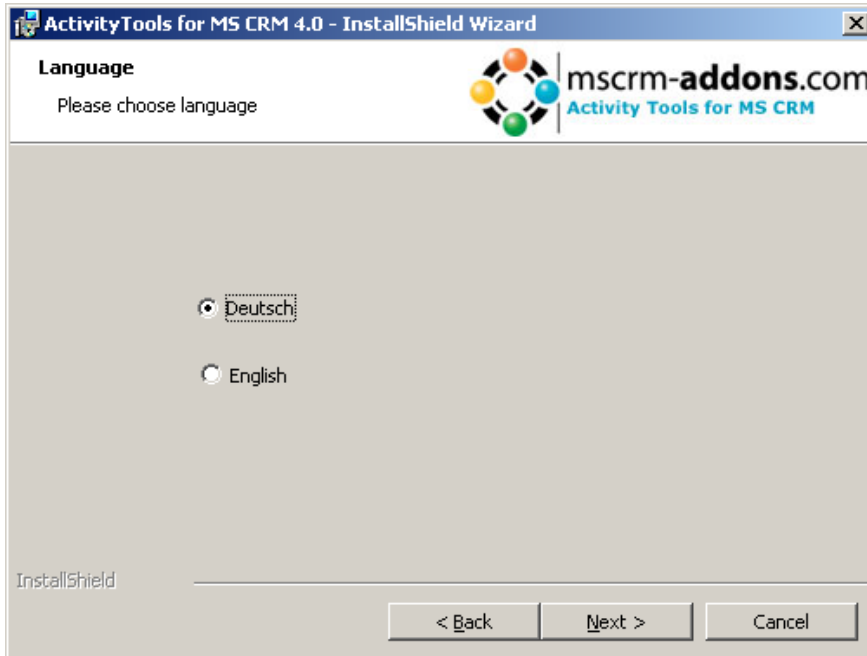 ActivityTools for MS CRM 4.0 - InstallShield Wizard
Language
Please choose language
mscrm-addons.com
Activity Tools for MS CRM
Deutsch
English
InstallShield
< Back
Next >
Cancel